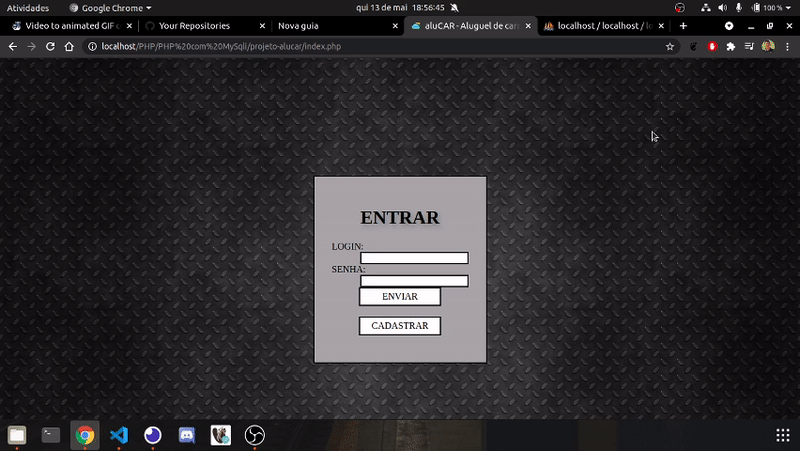 Atividades Google Chrome qui 13 de mai 18:56:45 100 %
Video to animated GIF Your Repositories Nova guia aluCAR - Aluguel de car localhost / localhost / lo
localhost/PHP/PHP%20com%20MySqli/projeto-alucar/index.php
ENTRAR
LOGIN:
SENHA:
ENVIAR
CADASTRAR